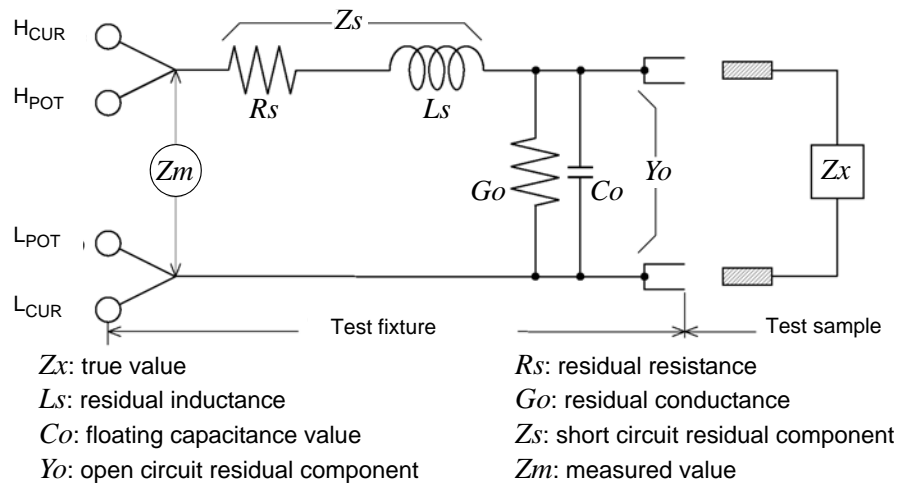 Zs
HCUR
HPOT
Rs
Ls
Zm
Go
Co
Yo
Zx
LPOT
LCUR
Test fixture
Test sample
Zx: true value
Rs: residual resistance
Ls: residual inductance
Go: residual conductance
Co: floating capacitance value
Zs: short circuit residual component
Yo: open circuit residual component
Zm: measured value